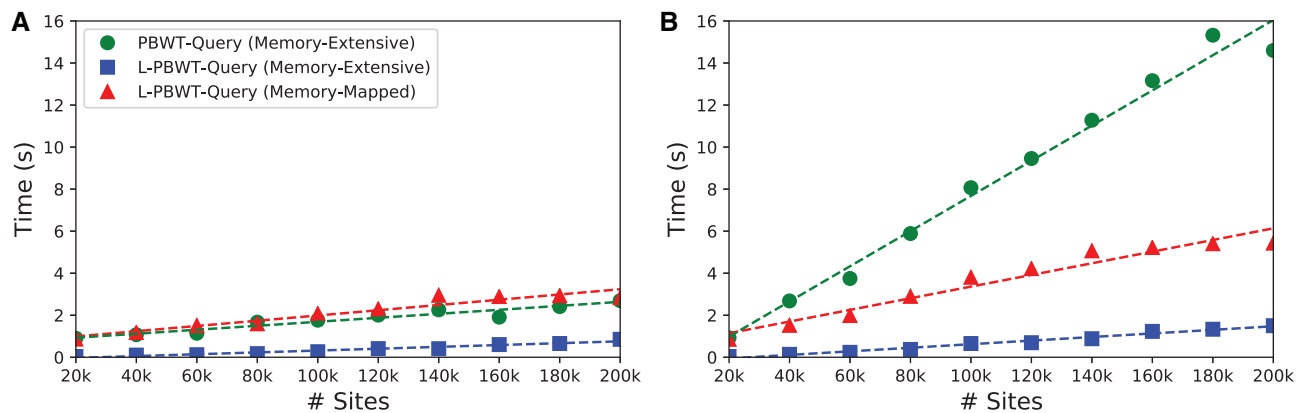 A
16
14
12
10
8
6
4
2
0
Time (s)
PBWT-Query (Memory-Extensive)
L-PBWT-Query (Memory-Extensive)
L-PBWT-Query (Memory-Mapped)
20k 40k 60k 80k 100k 120k 140k 160k 180k 200k
# Sites
B
16
14
12
10
8
6
4
2
0
Time (s)
20k 40k 60k 80k 100k 120k 140k 160k 180k 200k
# Sites